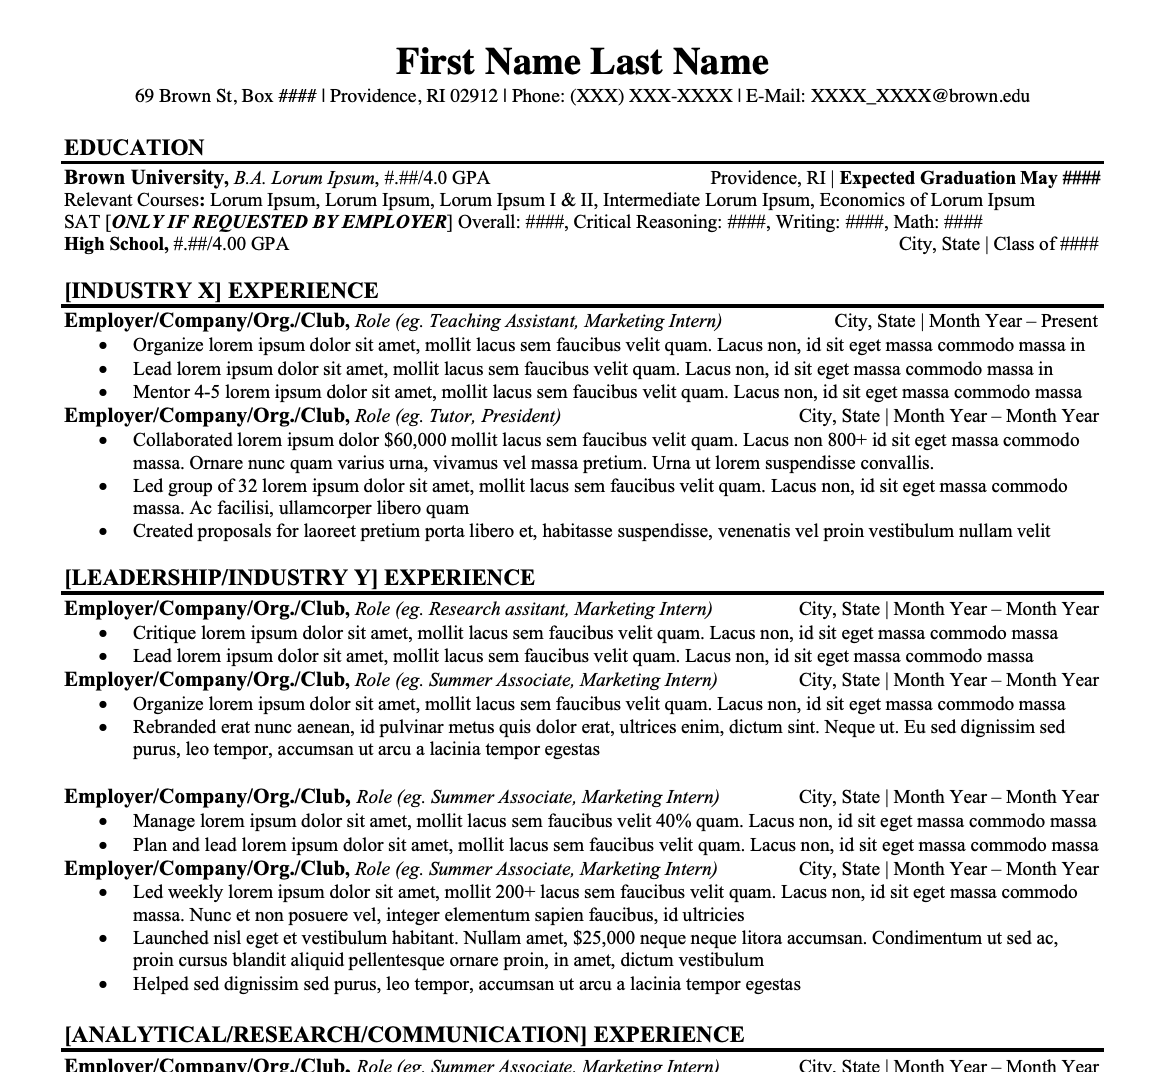 First Name Last Name
69 Brown St, Box #### | Providence, RI 02912 | Phone: (XXX) XXX-XXXX | E-Mail: XXXX_XXXX@brown.edu
EDUCATION
Brown University, B.A. Lorum Ipsum, #.##/4.0 GPA Providence, RI | Expected Graduation May ####
Relevant Courses: Lorum Ipsum, Lorum Ipsum, Lorum Ipsum I & II, Intermediate Lorum Ipsum, Economics of Lorum Ipsum
SAT [ONLY IF REQUESTED BY EMPLOYER] Overall: ####, Critical Reasoning: ####, Writing: ####, Math: ####
High School, #.##/4.00 GPA City, State | Class of ####
[INDUSTRY X] EXPERIENCE
Employer/Company/Org./Club, Role (eg. Teaching Assistant, Marketing Intern) City, State | Month Year – Present
• Organize lorem ipsum dolor sit amet, mollit lacus sem faucibus velit quam. Lacus non, id sit eget massa commodo massa in
• Lead lorem ipsum dolor sit amet, mollit lacus sem faucibus velit quam. Lacus non, id sit eget massa commodo massa in
• Mentor 4-5 lorem ipsum dolor sit amet, mollit lacus sem faucibus velit quam. Lacus non, id sit eget massa commodo massa
Employer/Company/Org./Club, Role (eg. Tutor, President) City, State | Month Year – Month Year
• Collaborated lorem ipsum dolor $60,000 mollit lacus sem faucibus velit quam. Lacus non 800+ id sit eget massa commodo
massa. Ornare nunc quam varius urna, vivamus vel massa pretium. Urna ut lorem suspendisse convallis.
• Led group of 32 lorem ipsum dolor sit amet, mollit lacus sem faucibus velit quam. Lacus non, id sit eget massa commodo
massa. Ac facilisi, ullamcorper libero quam
• Created proposals for laoreet pretium porta libero et, habitasse suspendisse, venenatis vel proin vestibulum nullam velit
[LEADERSHIP/INDUSTRY Y] EXPERIENCE
Employer/Company/Org./Club, Role (eg. Research assitant, Marketing Intern) City, State | Month Year – Month Year
• Critique lorem ipsum dolor sit amet, mollit lacus sem faucibus velit quam. Lacus non, id sit eget massa commodo massa
• Lead lorem ipsum dolor sit amet, mollit lacus sem faucibus velit quam. Lacus non, id sit eget massa commodo massa
Employer/Company/Org./Club, Role (eg. Summer Associate, Marketing Intern) City, State | Month Year – Month Year
• Organize lorem ipsum dolor sit amet, mollit lacus sem faucibus velit quam. Lacus non, id sit eget massa commodo massa
• Rebranded erat nunc aenean, id pulvinar metus quis dolor erat, ultrices enim, dictum sint. Neque ut. Eu sed dignissim sed
purus, leo tempor, accumsan ut arcu a lacinia tempor egestas
Employer/Company/Org./Club, Role (eg. Summer Associate, Marketing Intern) City, State | Month Year – Month Year
• Manage lorem ipsum dolor sit amet, mollit lacus sem faucibus velit 40% quam. Lacus non, id sit eget massa commodo massa
• Plan and lead lorem ipsum dolor sit amet, mollit lacus sem faucibus velit quam. Lacus non, id sit eget massa commodo massa
Employer/Company/Org./Club, Role (eg. Summer Associate, Marketing Intern) City, State | Month Year – Month Year
• Led weekly lorem ipsum dolor sit amet, mollit 200+ lacus sem faucibus velit quam. Lacus non, id sit eget massa commodo
massa. Nunc et non posuere vel, integer elementum sapien faucibus, id ultricies
• Launched nisl eget et vestibulum habitant. Nullam amet, $25,000 neque neque litora accumsan. Condimentum ut sed ac,
proin cursus blandit aliquid pellentesque ornare proin, in amet, dictum vestibulum
• Helped sed dignissim sed purus, leo tempor, accumsan ut arcu a lacinia tempor egestas
[ANALYTICAL/RESEARCH/COMMUNICATION] EXPERIENCE
Employer/Company/Org./Club, Role (eg. Summer Associate, Marketing Intern) City, State | Month Year – Month Year